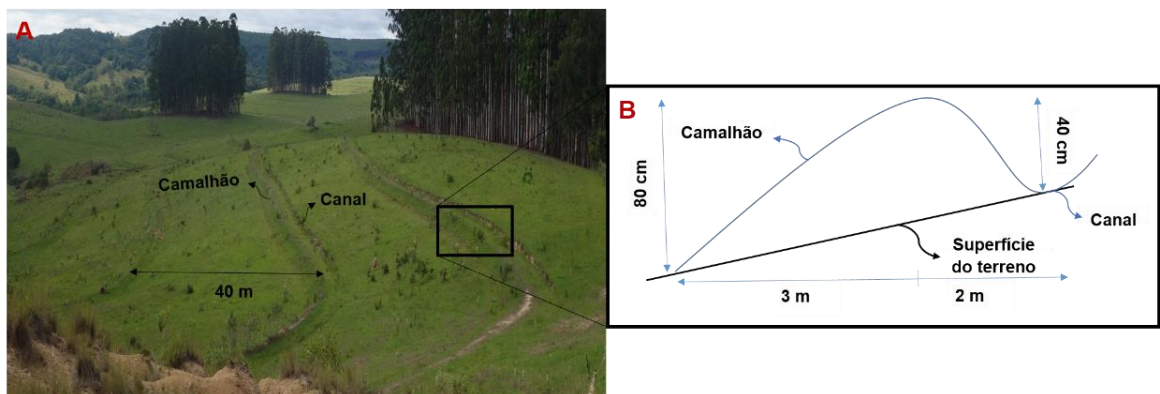 A
Camalhão
Canal
40 m
B
Camalhão
80 cm
40 cm
Canal
Superfície
do terreno
3 m
2 m